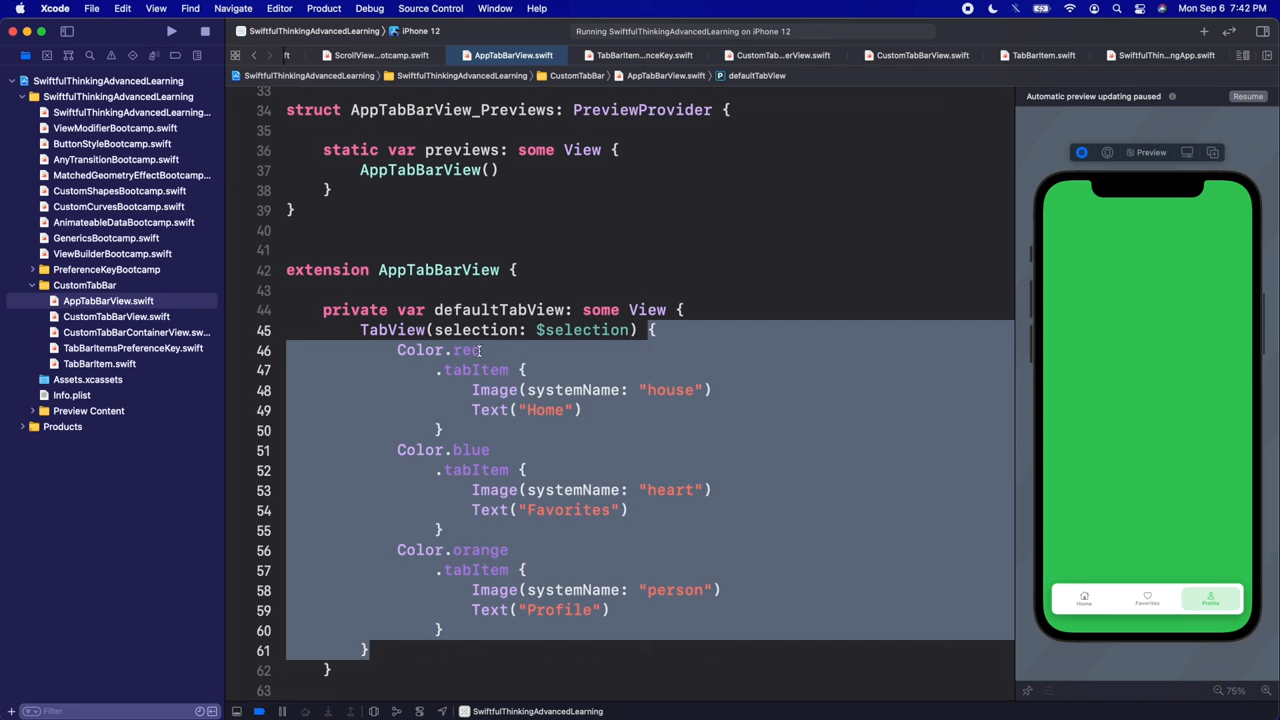 Xcode File Edit View Find Navigate Editor Product Debug Source Control Window Help Mon Sep 6 7:42 PM
SwiftfulThinkingAdvancedLearning iPhone 12 Running SwiftfulThinkingAdvancedLearning on iPhone 12
ft ScrollView...otcamp.swift AppTabBarView.swift TabBarItem...nceKey.swift CustomTab...erView.swift CustomTabBarView.swift TabBarItem.swift SwiftfulThin...ngApp.swift
SwiftfulThinkingAdvancedLearning SwiftfulThinkingAdvancedLearning CustomTabBar AppTabBarView.swift P defaultTabView
SwiftfulThinkingAdvancedLearning
SwiftfulThinkingAdvancedLearning
SwiftfulThinkingAdvancedLearning...
ViewModifierBootcamp.swift
ButtonStyleBootcamp.swift
AnyTransitionBootcamp.swift
MatchedGeometryEffectBootcamp...
CustomShapesBootcamp.swift
CustomCurvesBootcamp.swift
AnimateableDataBootcamp.swift
GenericsBootcamp.swift
ViewBuilderBootcamp.swift
PreferenceKeyBootcamp
CustomTabBar
AppTabBarView.swift
CustomTabBarView.swift
CustomTabBarContainerView.sw...
TabBarItemsPreferenceKey.swift
TabBarItem.swift
Assets.xcassets
Info.plist
Preview Content
Products
Filter
33
34 struct AppTabBarView_Previews: PreviewProvider {
35
36 static var previews: some View {
37 AppTabBarView()
38 }
39 }
40
41
42 extension AppTabBarView {
43
44 private var defaultTabView: some View {
45 TabView(selection: $selection) {
46 Color.red
47 .tabItem {
48 Image(systemName: "house")
49 Text("Home")
50 }
51 Color.blue
52 .tabItem {
53 Image(systemName: "heart")
54 Text("Favorites")
55 }
56 Color.orange
57 .tabItem {
58 Image(systemName: "person")
59 Text("Profile")
60 }
61 }
62 }
63
SwiftfulThinkingAdvancedLearning
Automatic preview updating paused Resume
Preview
Home Favorites Profile
75%